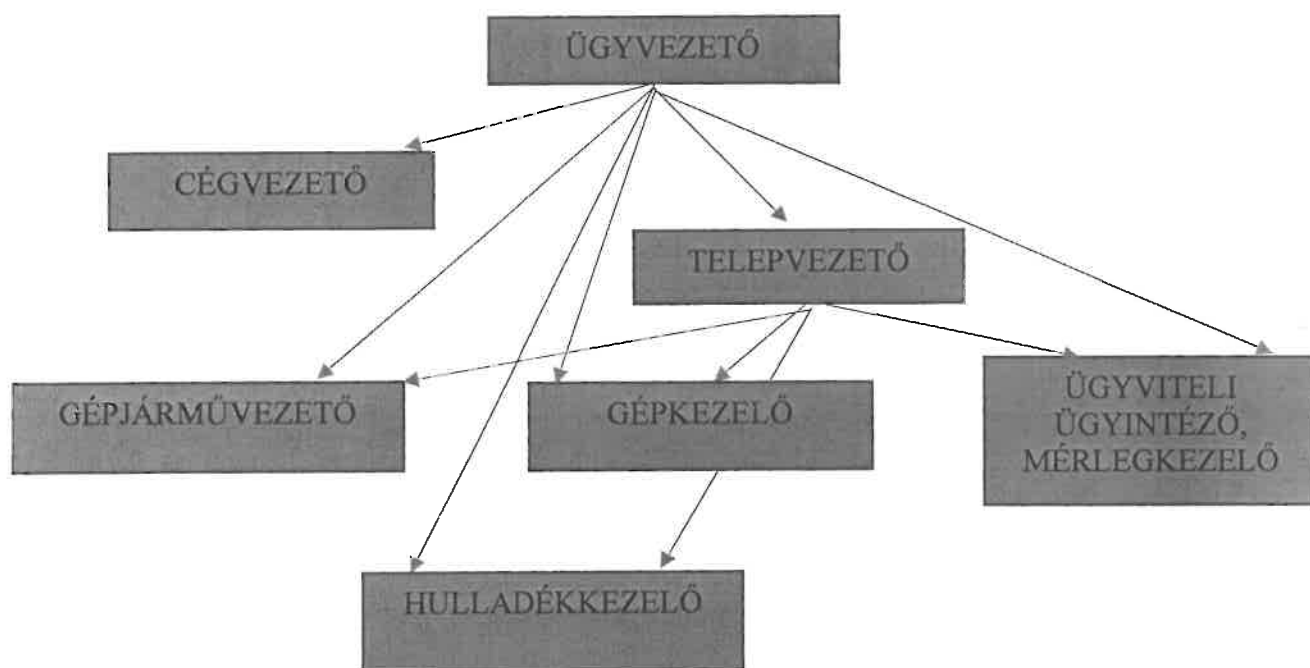 ÜGYVEZETŐ
CÉGVEZETŐ
TELEPVEZETŐ
GÉPJÁRMŰVEZETŐ
GÉPKEZELŐ
ÜGYVITELI
ÜGYINTÉZŐ,
MÉRLEGKEZELŐ
HULLADÉKKEZELŐ